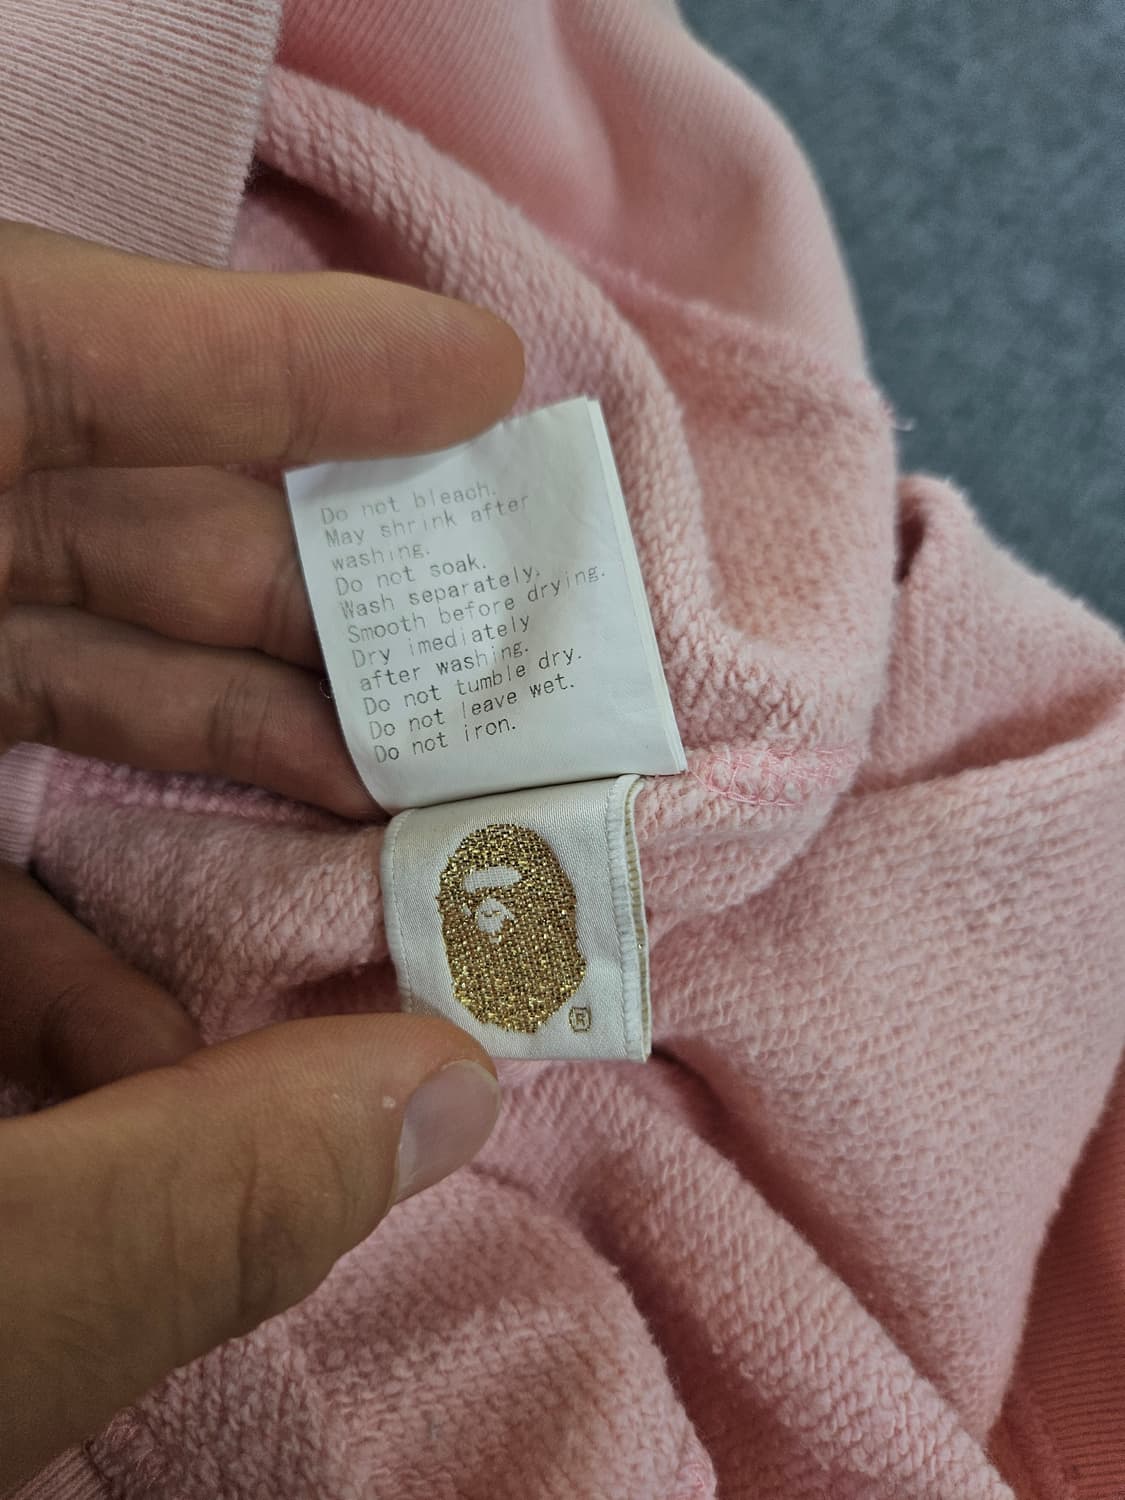 Do not bleach.
May shrink after
washing.
Do not soak.
Wash separately.
Smooth before drying.
Dry imediately
after washing.
Do not tumble dry.
Do not leave wet.
Do not iron.
®